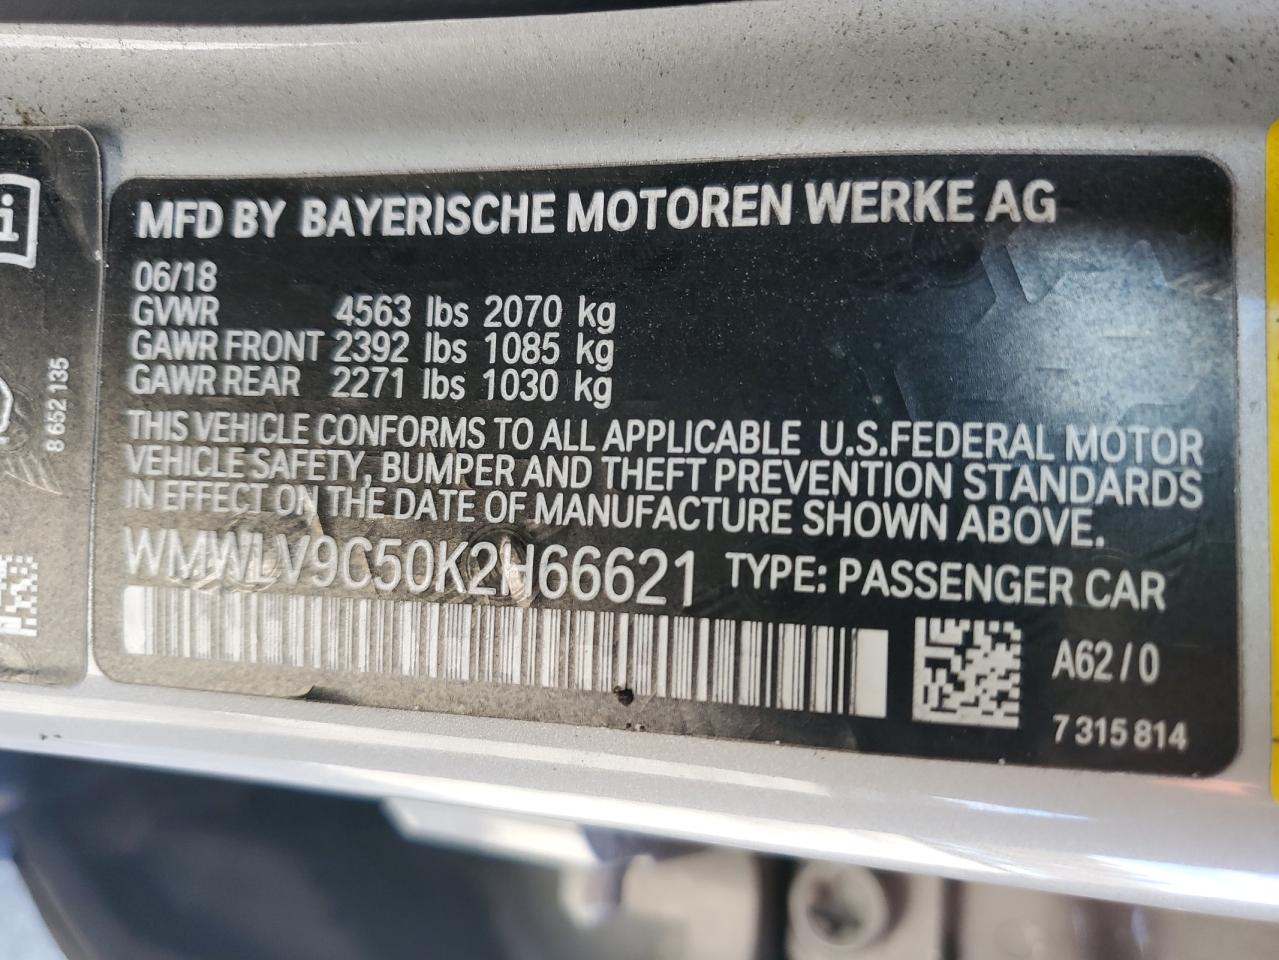 MFD BY BAYERISCHE MOTOREN WERKE AG
06/18
GVWR 4563 lbs 2070 kg
GAWR FRONT 2392 lbs 1085 kg
GAWR REAR 2271 lbs 1030 kg
THIS VEHICLE CONFORMS TO ALL APPLICABLE U.S.FEDERAL MOTOR
VEHICLE SAFETY, BUMPER AND THEFT PREVENTION STANDARDS
IN EFFECT ON THE DATE OF MANUFACTURE SHOWN ABOVE.
WMWLV9C50K2H66621 TYPE: PASSENGER CAR
A62/0
7 315 814
i
8 652 135